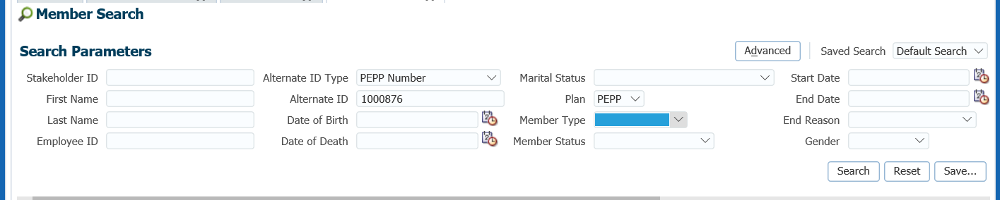 Member Search
Search Parameters Advanced Saved Search Default Search
Stakeholder ID Alternate ID Type PEPP Number Marital Status Start Date
First Name Alternate ID 1000876 Plan PEPP End Date
Last Name Date of Birth Member Type End Reason
Employee ID Date of Death Member Status Gender
Search Reset Save...